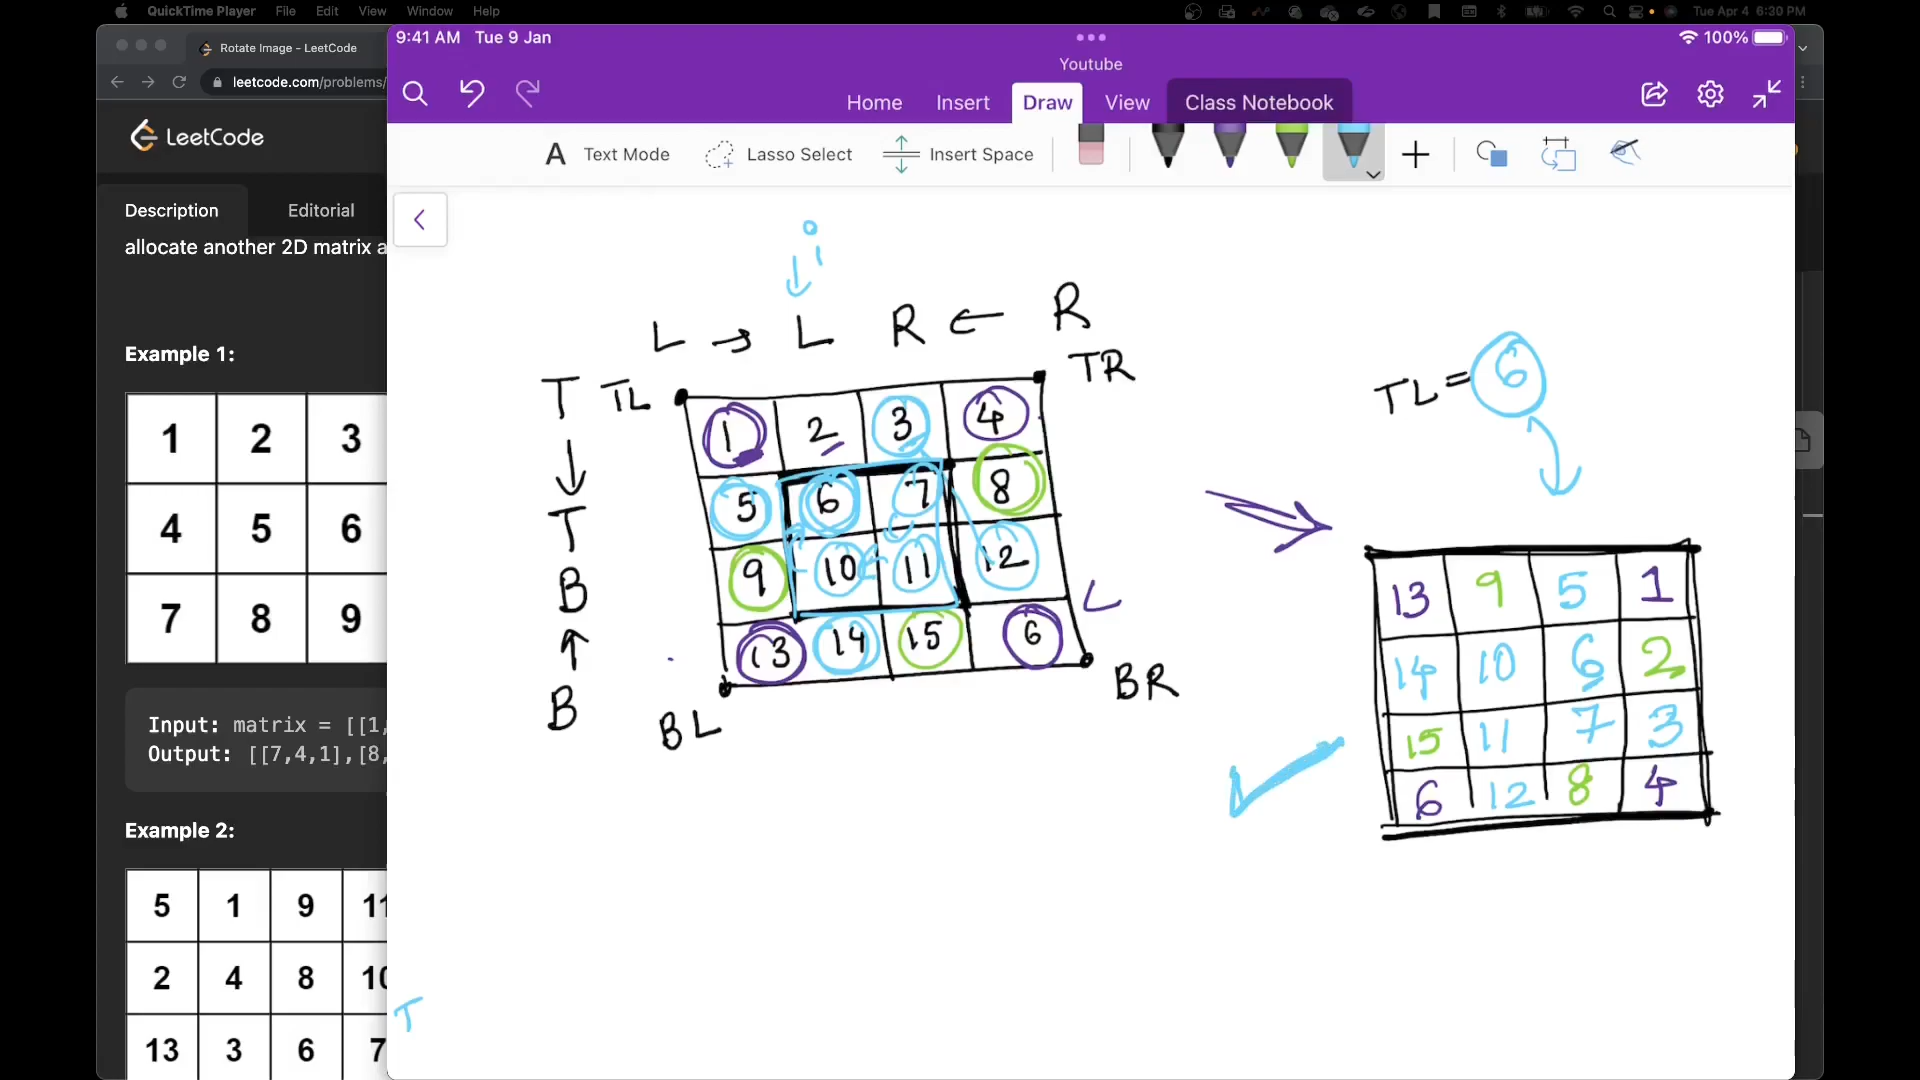 QuickTime Player File Edit View Window Help Tue Apr 4 6:30 PM
Rotate Image - LeetCode
leetcode.com/problems/
LeetCode
Description Editorial
allocate another 2D matrix a
Example 1:
1 2 3
4 5 6
7 8 9
Input: matrix = [[1,
Output: [[7,4,1],[8,
Example 2:
5 1 9 11
2 4 8 10
13 3 6 7
9:41 AM Tue 9 Jan 100%
Youtube
Home Insert Draw View Class Notebook
A Text Mode Lasso Select Insert Space
i
L → L R ← R
T TL TR
↓
T
B
↑
B
BL BR
1 2 3 4
5 6 7 8
9 10 11 12
13 14 15 6
L
TL = 6
13 9 5 1
14 10 6 2
15 11 7 3
6 12 8 4
T